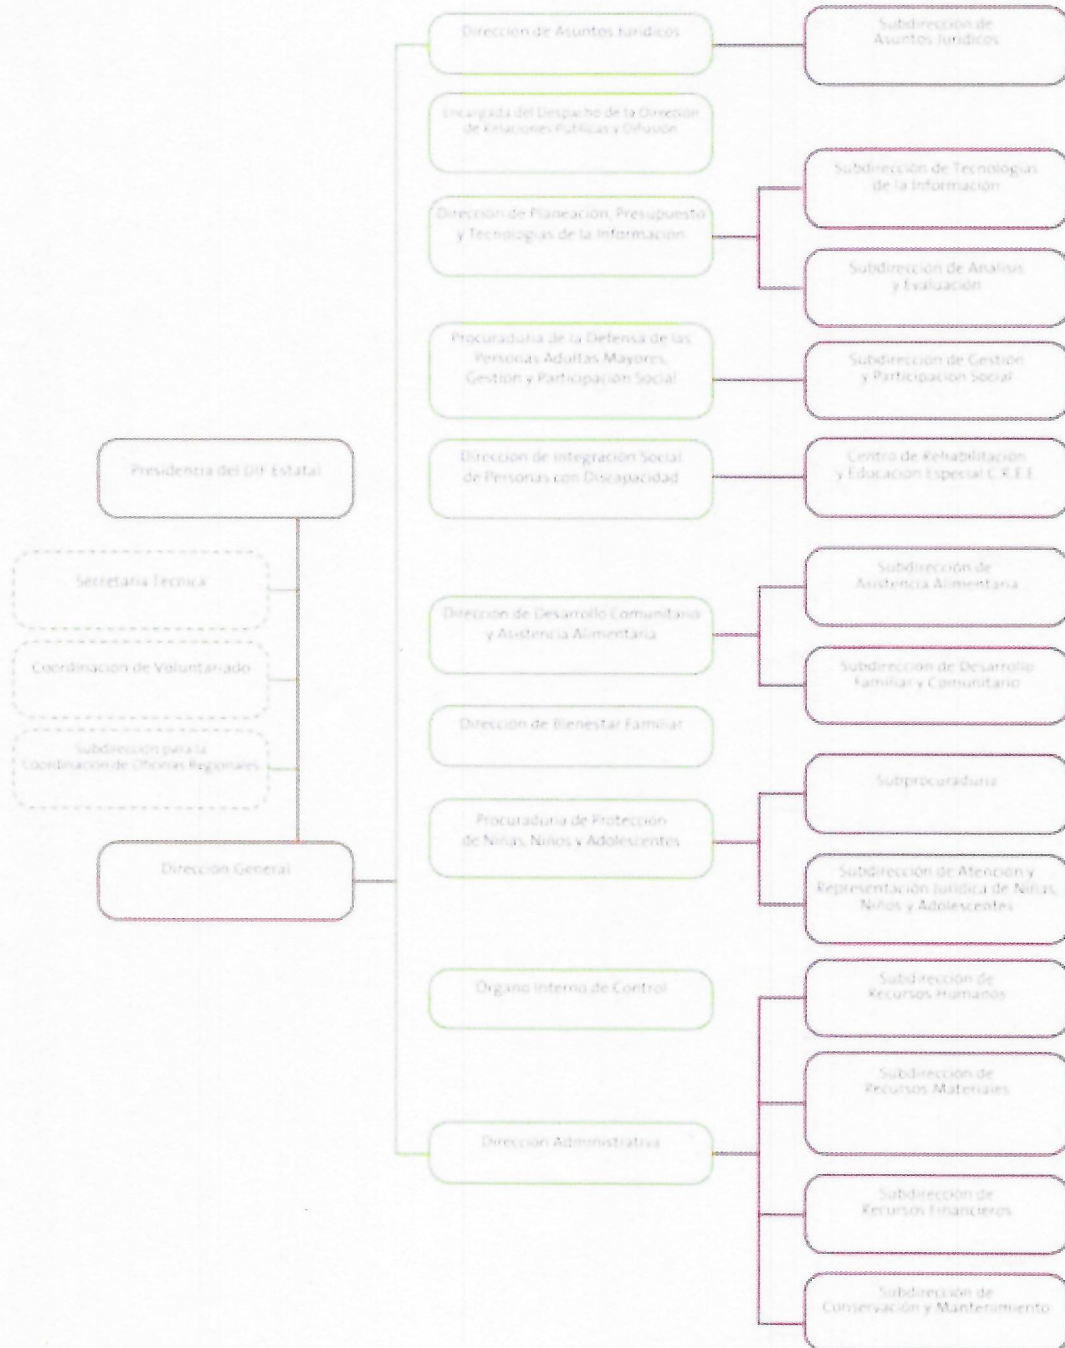 Dirección de Asuntos Jurídicos
Subdirección de
Asuntos Jurídicos
Encargada del Despacho de la Dirección
de Relaciones Públicas y Difusión
Subdirección de Tecnologías
de la Información
Dirección de Planeación, Presupuesto
y Tecnologías de la Información
Subdirección de Análisis
y Evaluación
Procuraduría de la Defensa de las
Personas Adultas Mayores,
Gestión y Participación Social
Subdirección de Gestión
y Participación Social
Presidencia del DIF Estatal
Dirección de Integración Social
de Personas con Discapacidad
Centro de Rehabilitación
y Educación Especial C.R.E.E
Secretaría Técnica
Subdirección de
Asistencia Alimentaria
Dirección de Desarrollo Comunitario
y Asistencia Alimentaria
Coordinación de Voluntariado
Subdirección de Desarrollo
Familiar y Comunitario
Dirección de Bienestar Familiar
Subdirección para la
Coordinación de Oficinas Regionales
Subprocuraduría
Procuraduría de Protección
de Niñas, Niños y Adolescentes
Dirección General
Subdirección de Atención y
Representación Jurídica de Niñas,
Niños y Adolescentes
Órgano Interno de Control
Subdirección de
Recursos Humanos
Subdirección de
Recursos Materiales
Dirección Administrativa
Subdirección de
Recursos Financieros
Subdirección de
Conservación y Mantenimiento